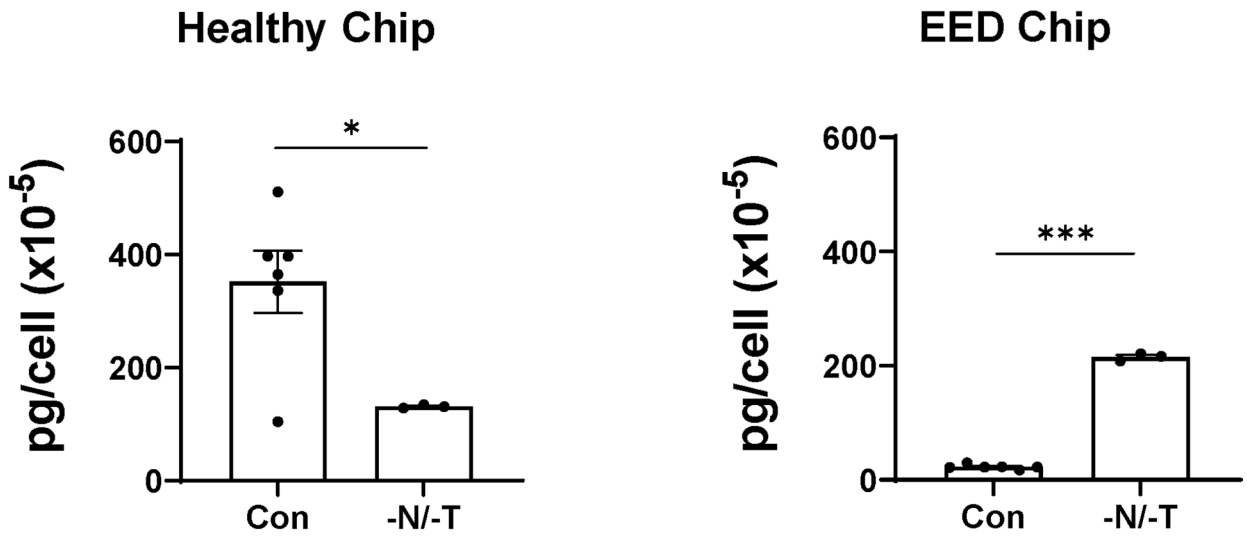 Healthy Chip
pg/cell (x10-5)
600
400
200
0
*
Con
-N/-T
EED Chip
pg/cell (x10-5)
600
400
200
0
***
Con
-N/-T